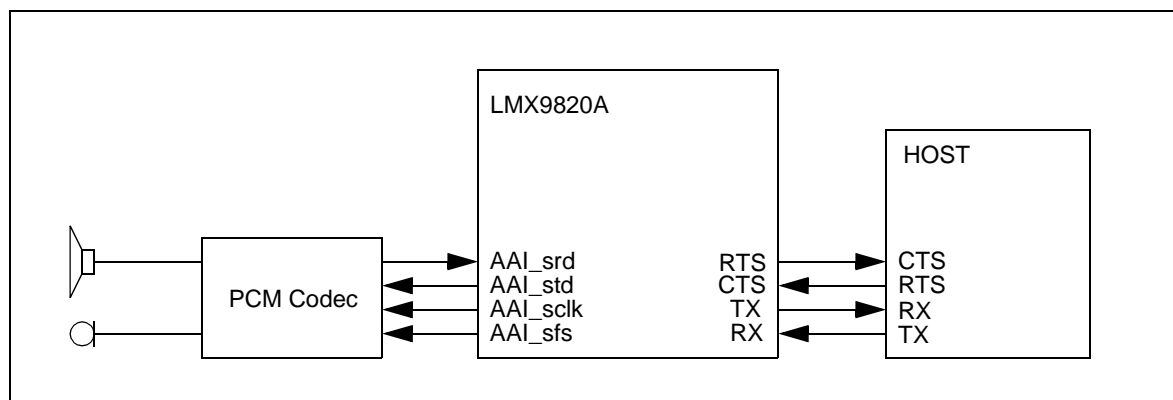 LMX9820A
HOST
PCM Codec
AAI_srd
AAI_std
AAI_sclk
AAI_sfs
RTS
CTS
TX
RX
CTS
RTS
RX
TX